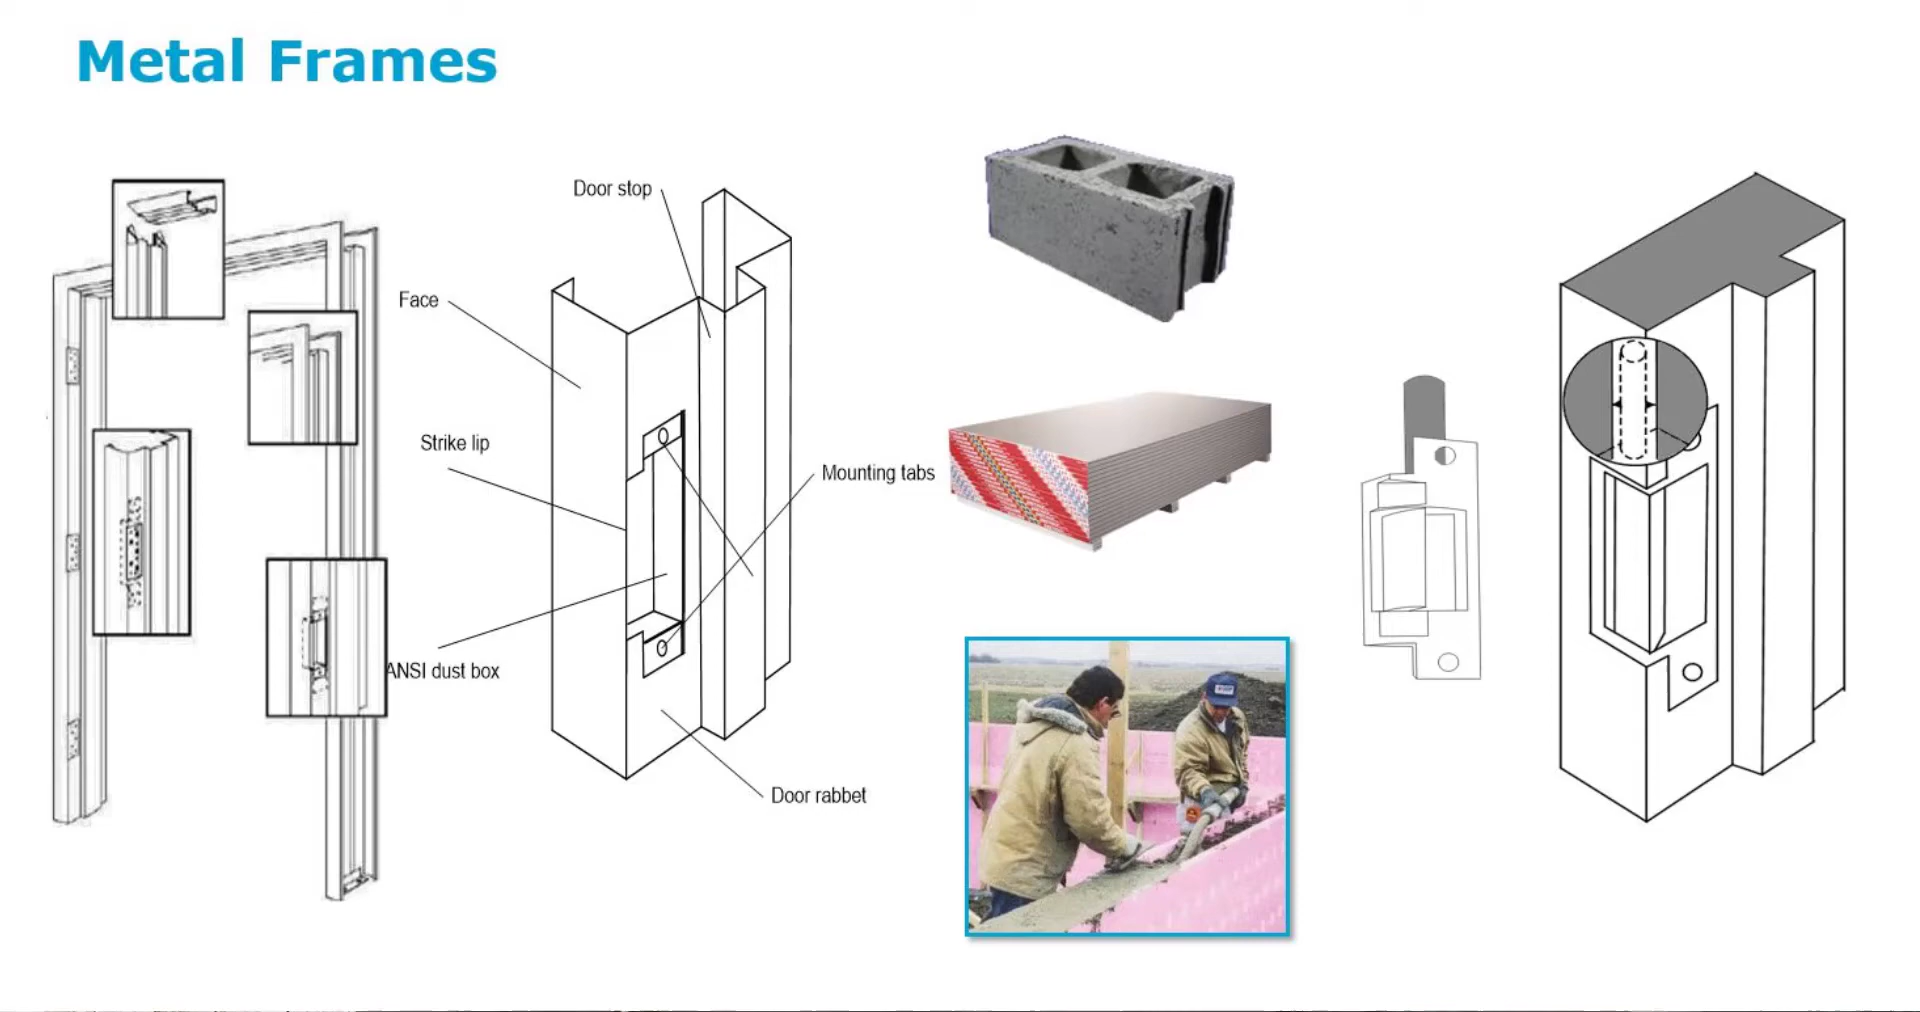 Metal Frames
Door stop
Face
Strike lip
Mounting tabs
ANSI dust box
Door rabbet